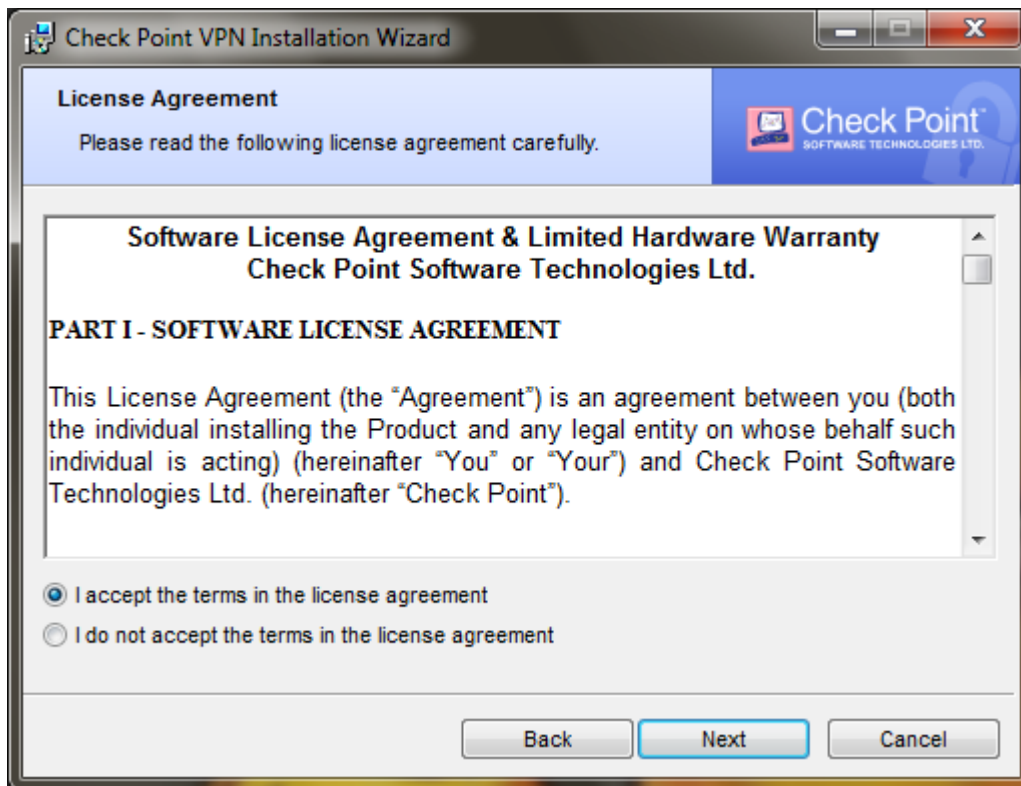 Check Point VPN Installation Wizard
License Agreement
Please read the following license agreement carefully.
Check Point™
SOFTWARE TECHNOLOGIES LTD.
Software License Agreement & Limited Hardware Warranty
Check Point Software Technologies Ltd.
PART I - SOFTWARE LICENSE AGREEMENT
This License Agreement (the “Agreement”) is an agreement between you (both
the individual installing the Product and any legal entity on whose behalf such
individual is acting) (hereinafter “You” or “Your”) and Check Point Software
Technologies Ltd. (hereinafter “Check Point”).
I accept the terms in the license agreement
I do not accept the terms in the license agreement
Back
Next
Cancel